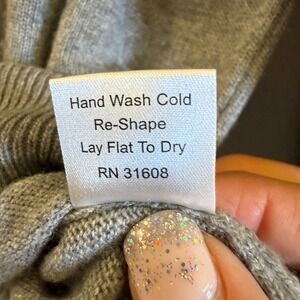 Hand Wash Cold
Re-Shape
Lay Flat To Dry
RN 31608